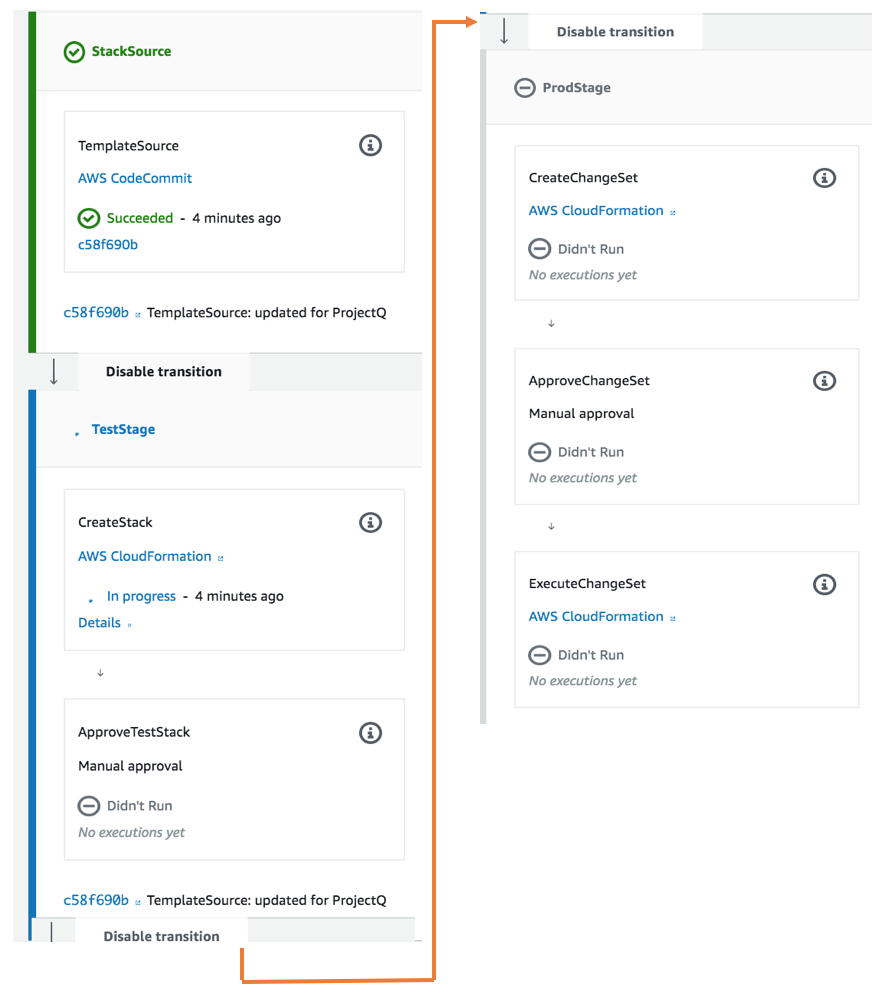 StackSource
TemplateSource
AWS CodeCommit
Succeeded - 4 minutes ago
c58f690b
c58f690b TemplateSource: updated for ProjectQ
Disable transition
TestStage
CreateStack
AWS CloudFormation
In progress - 4 minutes ago
Details
ApproveTestStack
Manual approval
Didn't Run
No executions yet
c58f690b TemplateSource: updated for ProjectQ
Disable transition
Disable transition
ProdStage
CreateChangeSet
AWS CloudFormation
Didn't Run
No executions yet
ApproveChangeSet
Manual approval
Didn't Run
No executions yet
ExecuteChangeSet
AWS CloudFormation
Didn't Run
No executions yet